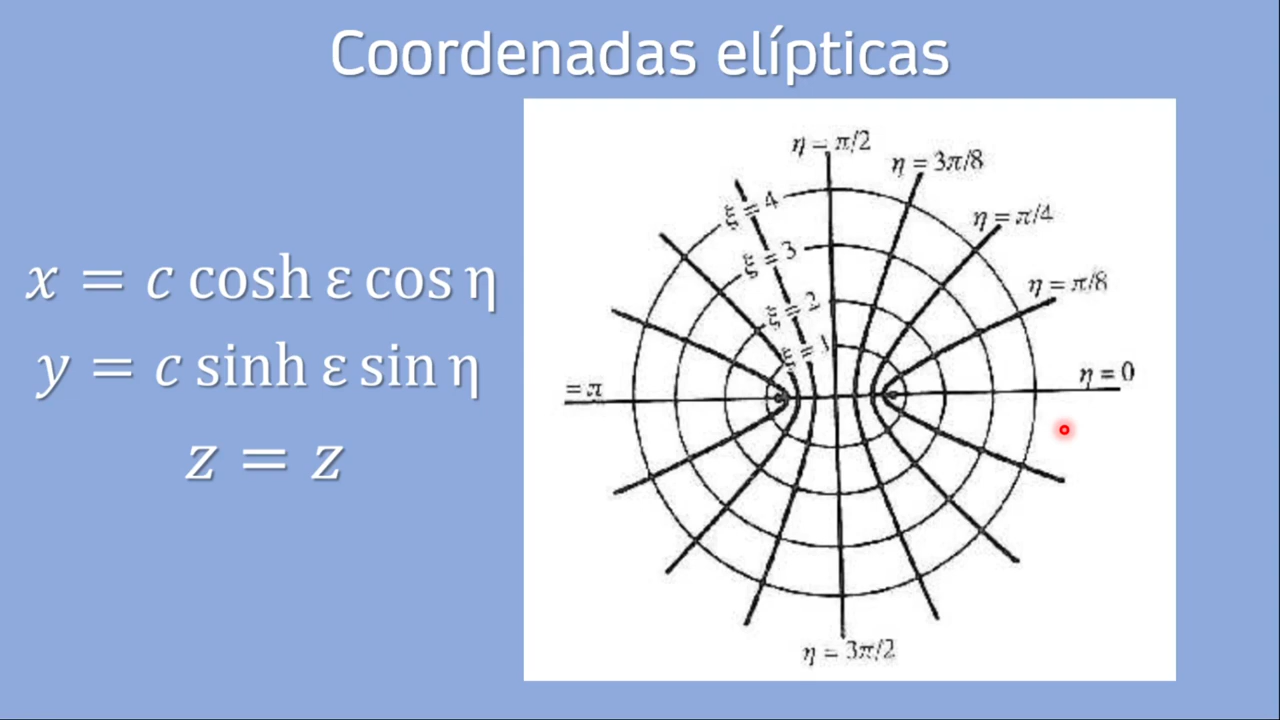 Coordenadas elípticas
x = c cosh ε cos η
y = c sinh ε sin η
z = z
η = π/2
η = 3π/8
ξ = 4
η = π/4
ξ = 3
η = π/8
ξ = 2
ξ = 1
= π
η = 0
η = 3π/2